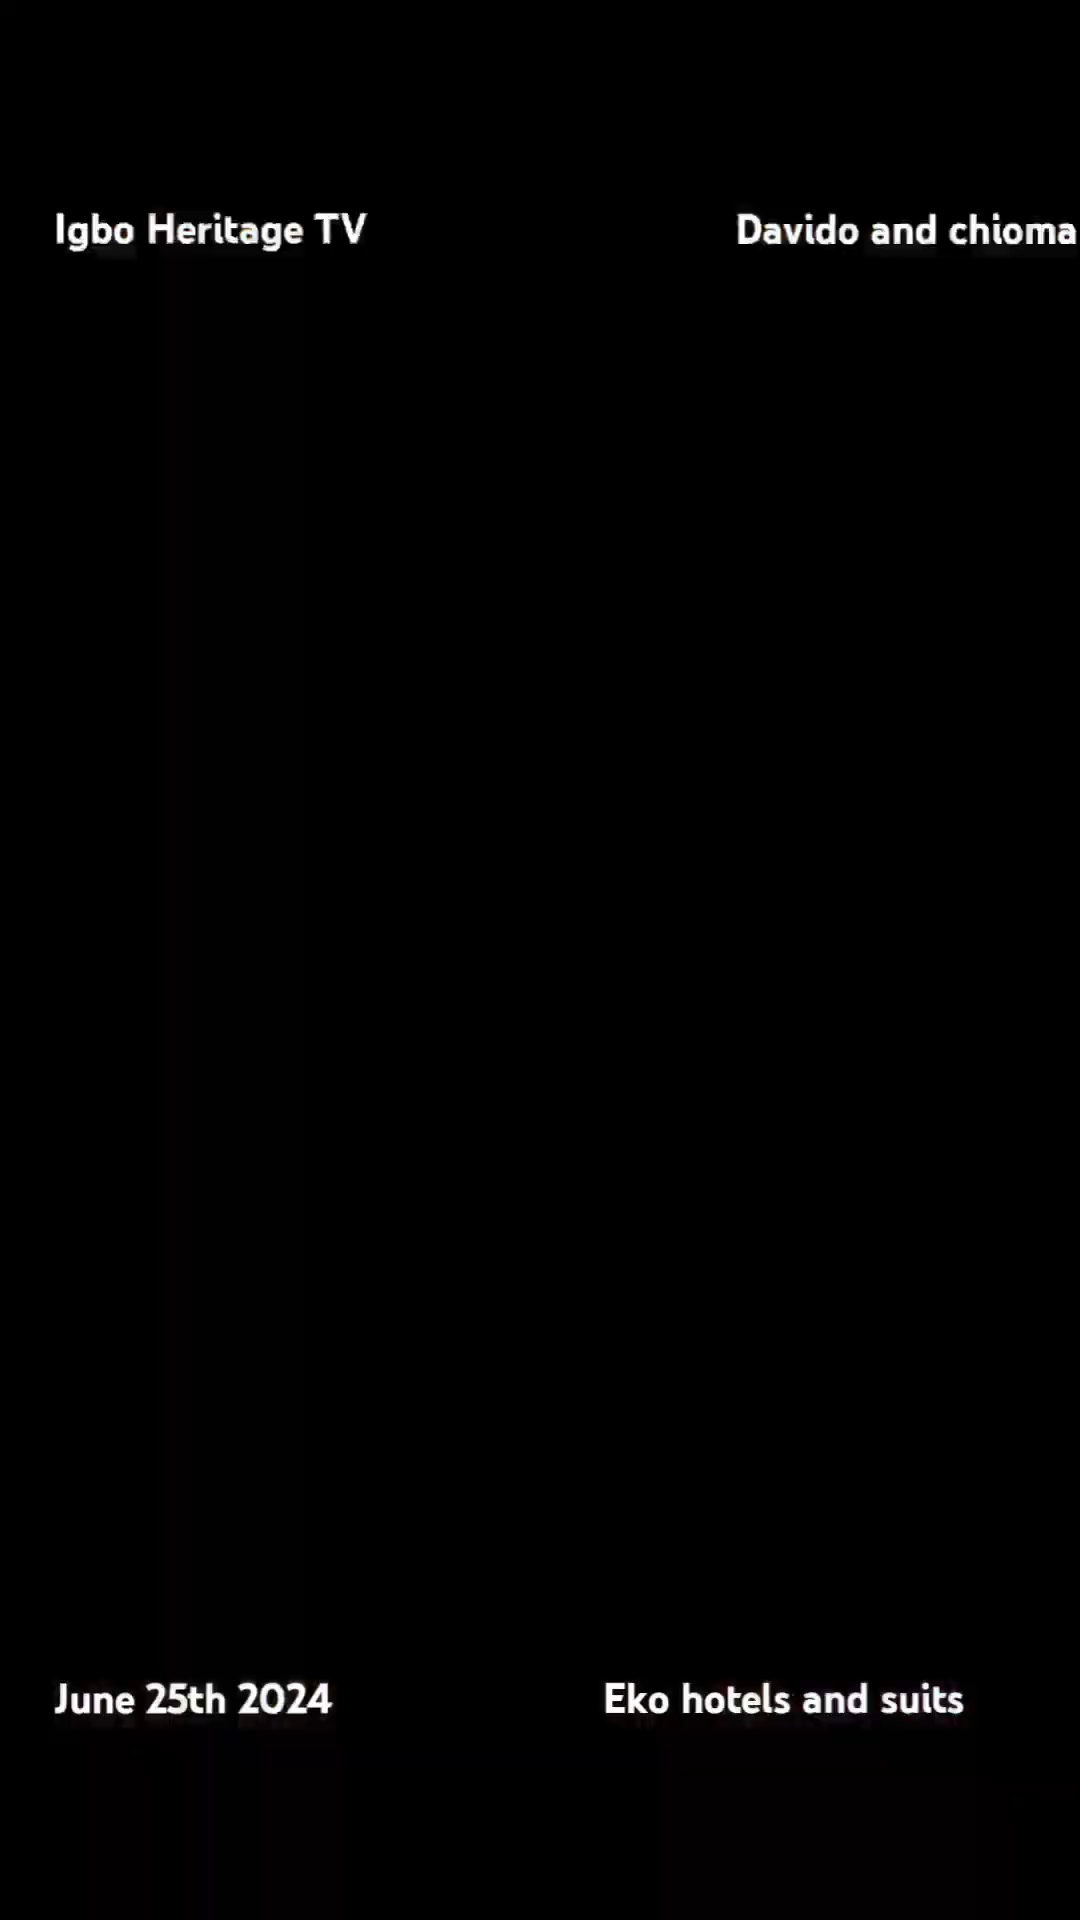 Igbo Heritage TV
Davido and chioma
June 25th 2024
Eko hotels and suits